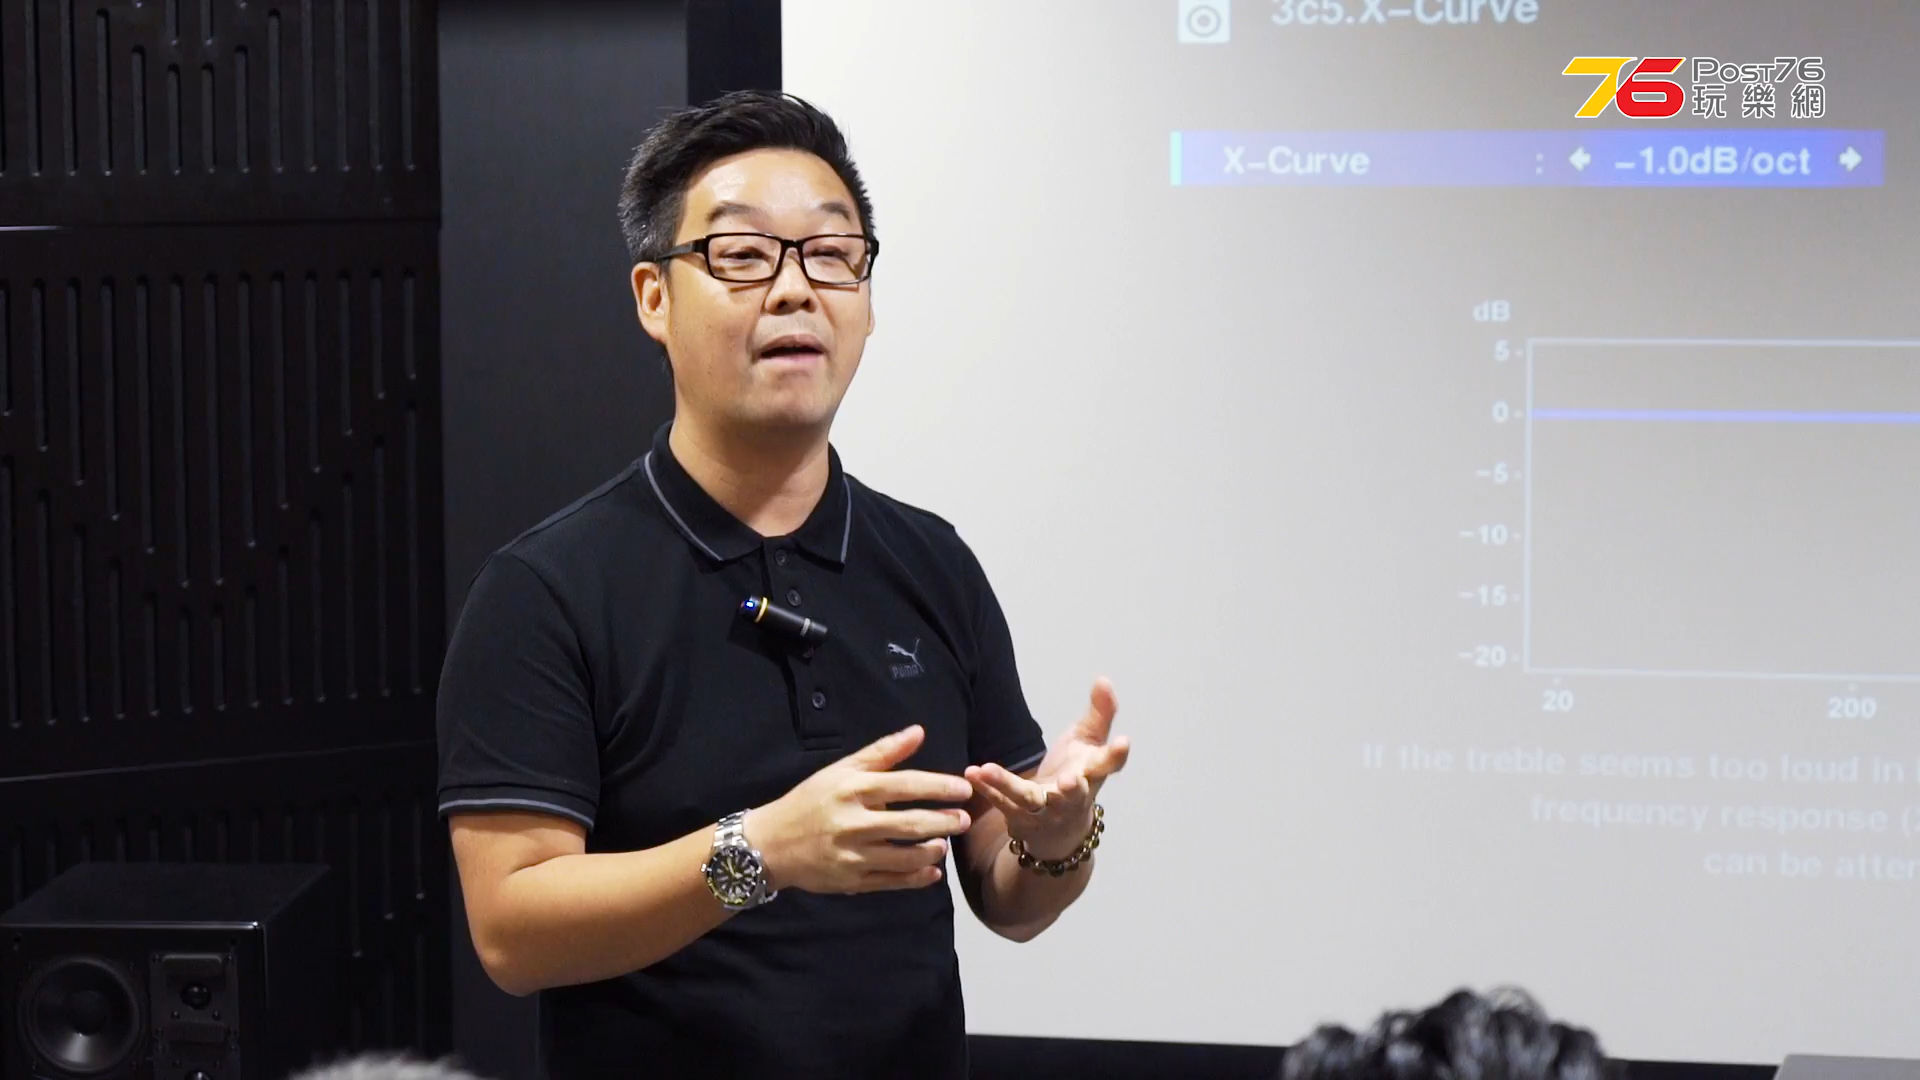 3c5.X-Curve
76 POST76
玩樂網
X-Curve : -1.0dB/oct
dB
5
0
-5
-10
-15
-20
20 200
If the treble seems too loud in
frequency response
can be
PUMA